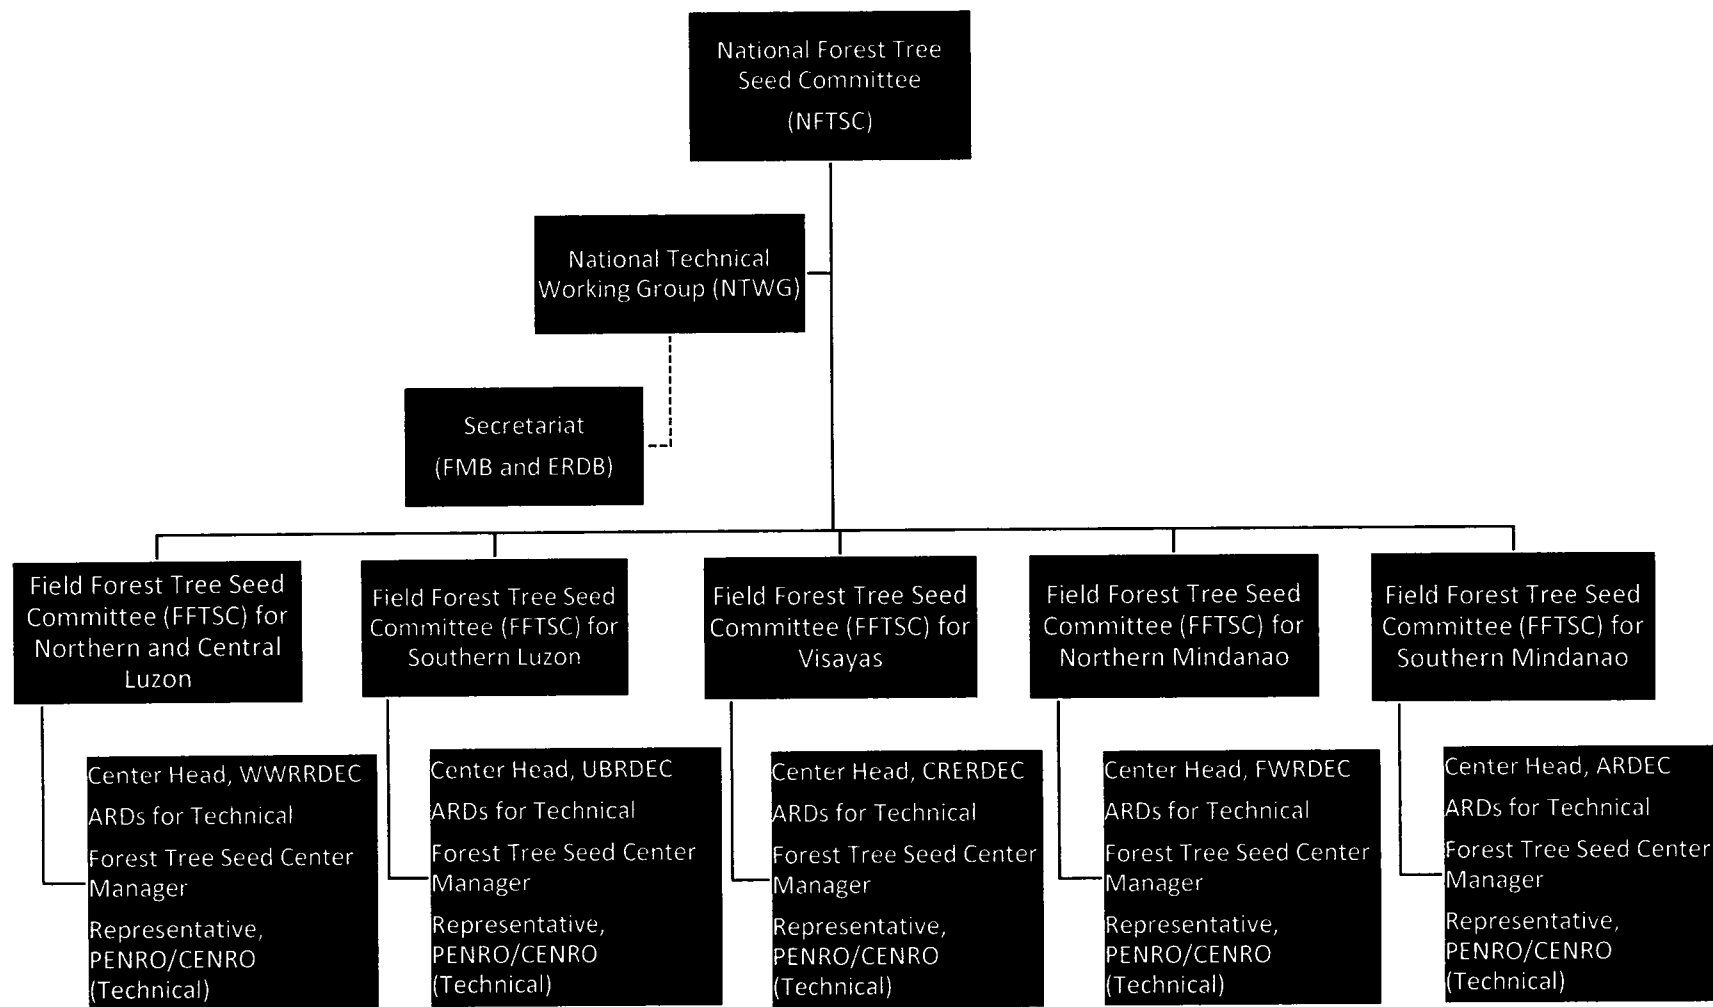 National Forest Tree
Seed Committee
(NFTSC)
National Technical
Working Group (NTWG)
Secretariat
(FMB and ERDB)
Field Forest Tree Seed
Committee (FFTSC) for
Northern and Central
Luzon
Field Forest Tree Seed
Committee (FFTSC) for
Southern Luzon
Field Forest Tree Seed
Committee (FFTSC) for
Visayas
Field Forest Tree Seed
Committee (FFTSC) for
Northern Mindanao
Field Forest Tree Seed
Committee (FFTSC) for
Southern Mindanao
Center Head, WWRRDEC
ARDs for Technical
Forest Tree Seed Center
Manager
Representative,
PENRO/CENRO
(Technical)
Center Head, UBRDEC
ARDs for Technical
Forest Tree Seed Center
Manager
Representative,
PENRO/CENRO
(Technical)
Center Head, CRERDEC
ARDs for Technical
Forest Tree Seed Center
Manager
Representative,
PENRO/CENRO
(Technical)
Center Head, FWRDEC
ARDs for Technical
Forest Tree Seed Center
Manager
Representative,
PENRO/CENRO
(Technical)
Center Head, ARDEC
ARDs for Technical
Forest Tree Seed Center
Manager
Representative,
PENRO/CENRO
(Technical)